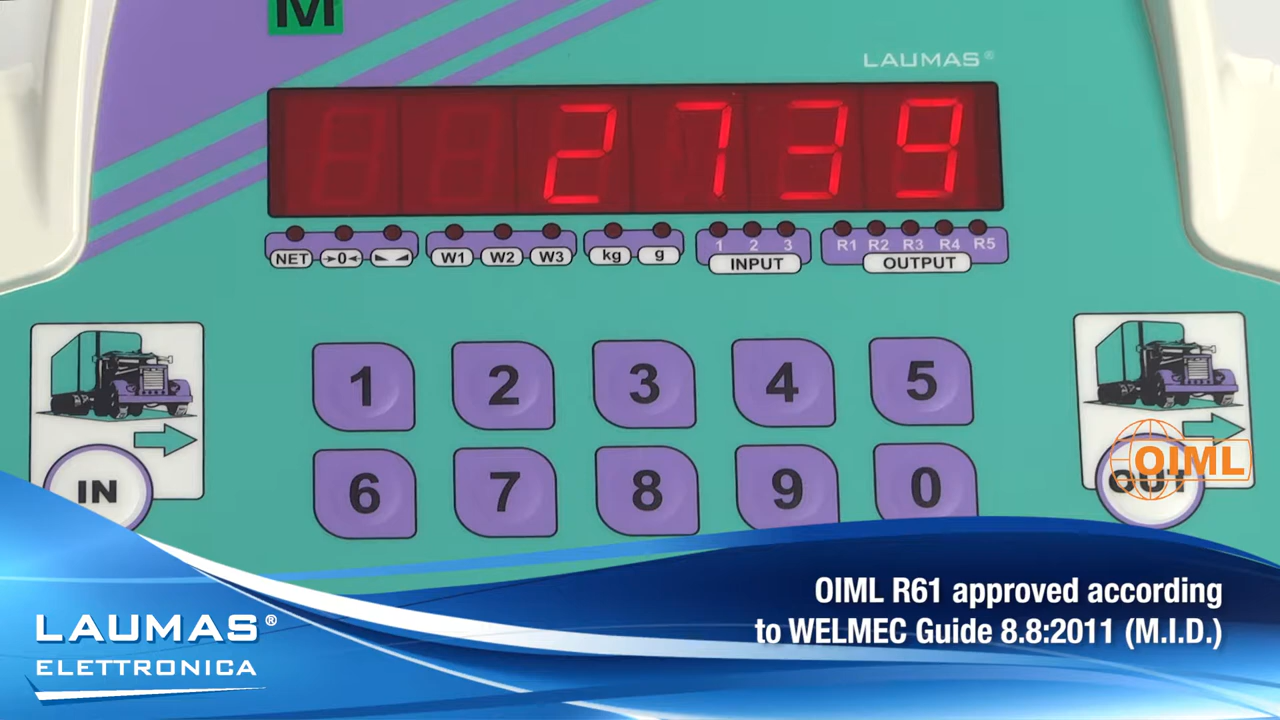 M
LAUMAS®
2739
NET →0← W1 W2 W3 kg g 1 2 3 R1 R2 R3 R4 R5
INPUT OUTPUT
1 2 3 4 5
6 7 8 9 0
IN
OUT
OIML
OIML R61 approved according
to WELMEC Guide 8.8:2011 (M.I.D.)
LAUMAS®
ELETTRONICA